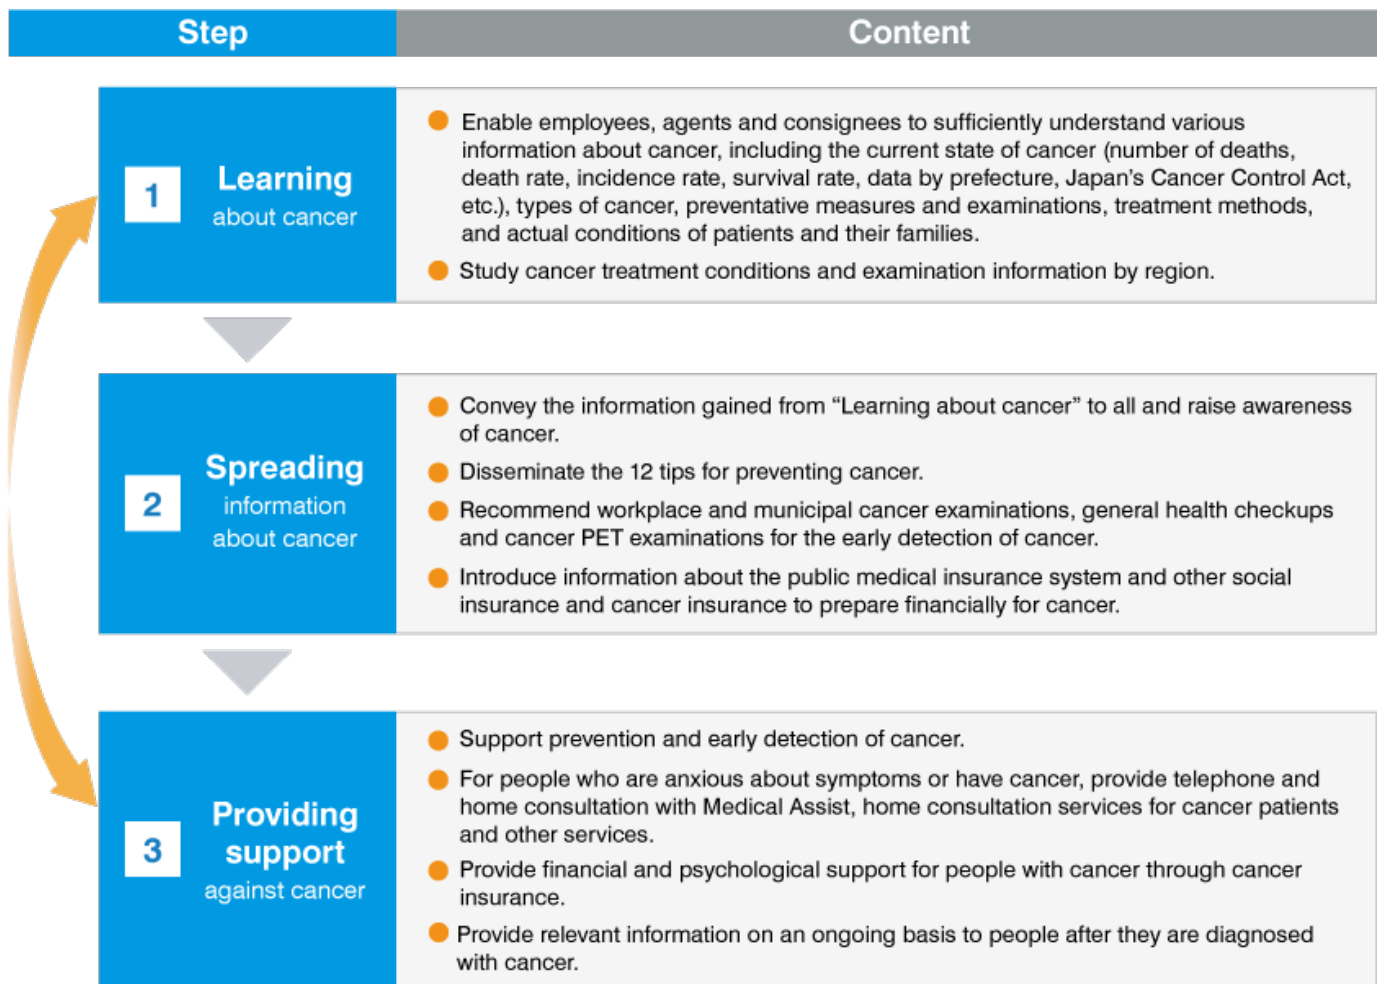 Step
Content
1
Learning
about cancer
Enable employees, agents and consignees to sufficiently understand various
information about cancer, including the current state of cancer (number of deaths,
death rate, incidence rate, survival rate, data by prefecture, Japan’s Cancer Control Act,
etc.), types of cancer, preventative measures and examinations, treatment methods,
and actual conditions of patients and their families.
Study cancer treatment conditions and examination information by region.
2
Spreading
information
about cancer
Convey the information gained from “Learning about cancer” to all and raise awareness
of cancer.
Disseminate the 12 tips for preventing cancer.
Recommend workplace and municipal cancer examinations, general health checkups
and cancer PET examinations for the early detection of cancer.
Introduce information about the public medical insurance system and other social
insurance and cancer insurance to prepare financially for cancer.
3
Providing
support
against cancer
Support prevention and early detection of cancer.
For people who are anxious about symptoms or have cancer, provide telephone and
home consultation with Medical Assist, home consultation services for cancer patients
and other services.
Provide financial and psychological support for people with cancer through cancer
insurance.
Provide relevant information on an ongoing basis to people after they are diagnosed
with cancer.